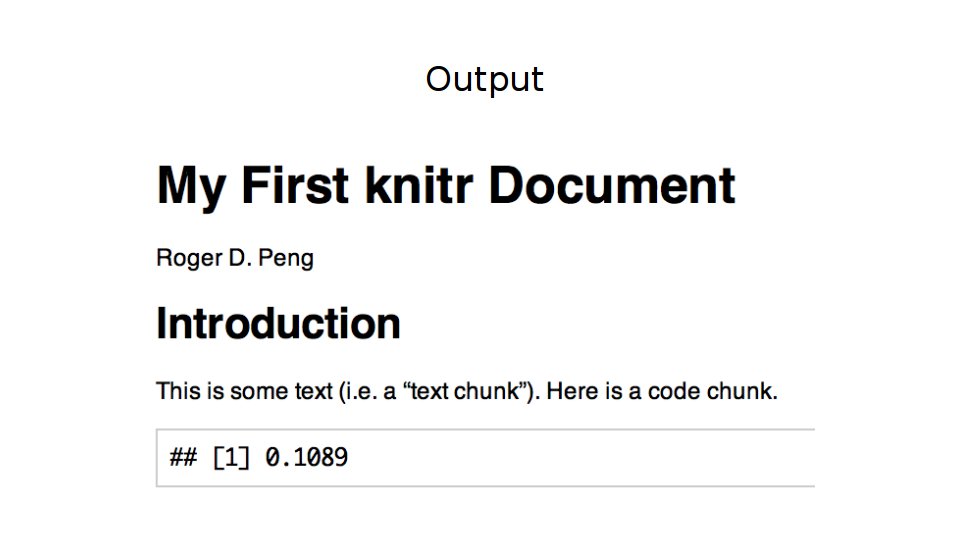 Output
My First knitr Document
Roger D. Peng
Introduction
This is some text (i.e. a “text chunk”). Here is a code chunk.
## [1] 0.1089